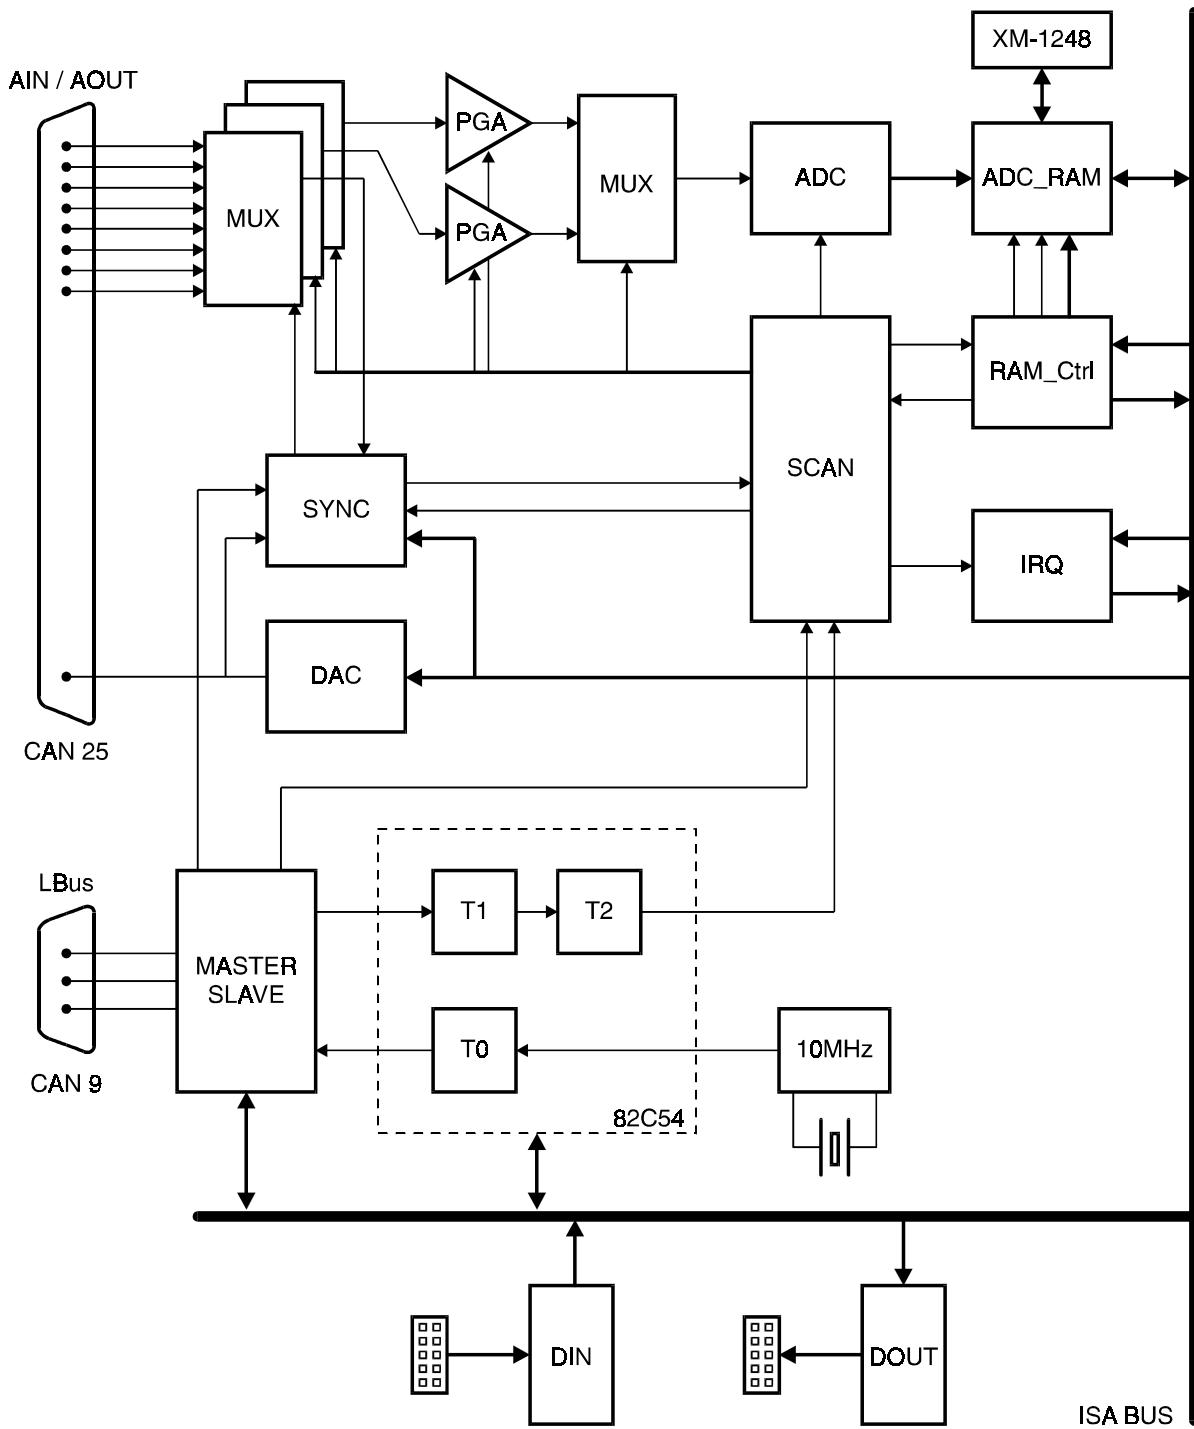 XM-1248
AIN / AOUT
PGA
MUX
ADC
ADC_RAM
MUX
PGA
RAM_Ctrl
SCAN
SYNC
IRQ
DAC
CAN 25
LBus
T1
T2
MASTER
SLAVE
T0
10MHz
CAN 9
82C54
DIN
DOUT
ISA BUS